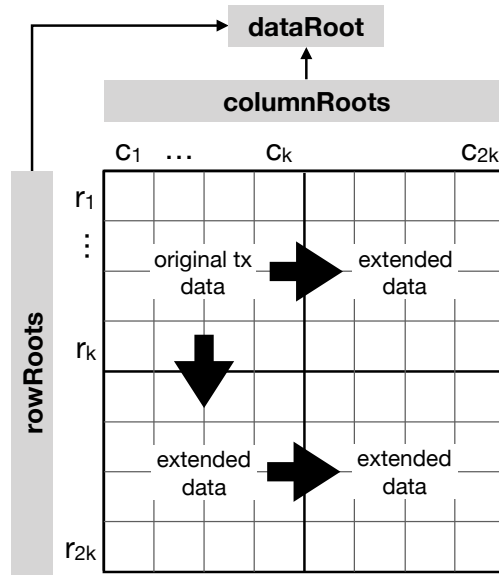 dataRoot
columnRoots
c1 ... ck c2k
rowRoots
r1
⋮
original tx
data
extended
data
rk
extended
data
extended
data
r2k